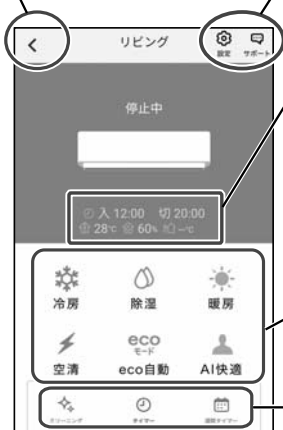 リビング
設定 サポート
停止中
入 12:00 切 20:00
28℃ 60% --℃
冷房 除湿 暖房
eco
モード
空清 eco自動 AI快適
クリーニング タイマー 週間タイマー